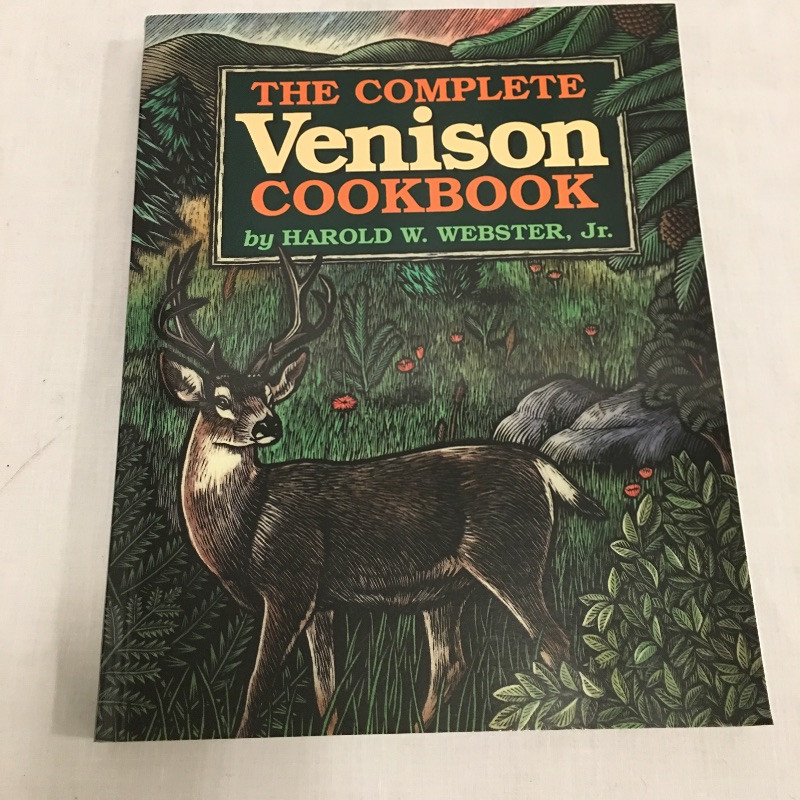 THE COMPLETE
Venison
COOKBOOK
by HAROLD W. WEBSTER, Jr.